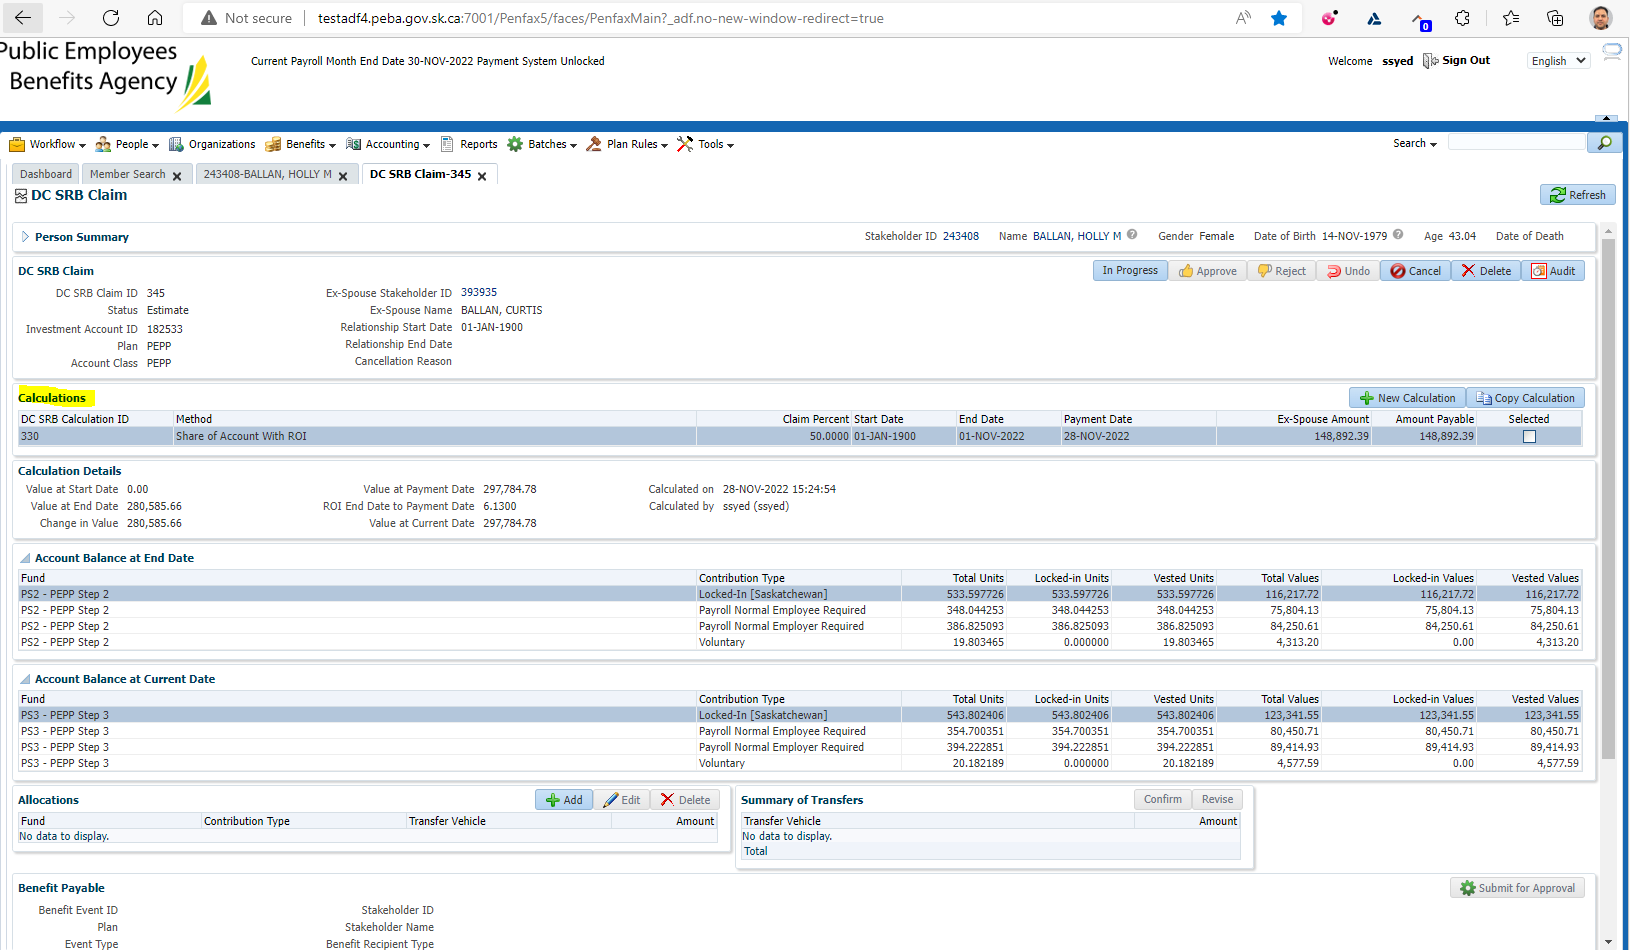 Not secure testadf4.peba.gov.sk.ca:7001/Penfax5/faces/PenfaxMain?_adf.no-new-window-redirect=true
0
Public Employees
Benefits Agency
Current Payroll Month End Date 30-NOV-2022 Payment System Unlocked
Welcome ssyed Sign Out English
Workflow People Organizations Benefits Accounting Reports Batches Plan Rules Tools Search
Dashboard Member Search 243408-BALLAN, HOLLY M DC SRB Claim-345
DC SRB Claim Refresh
Person Summary Stakeholder ID 243408 Name BALLAN, HOLLY M Gender Female Date of Birth 14-NOV-1979 Age 43.04 Date of Death
DC SRB Claim In Progress Approve Reject Undo Cancel Delete Audit
DC SRB Claim ID 345 Ex-Spouse Stakeholder ID 393935
Status Estimate Ex-Spouse Name BALLAN, CURTIS
Investment Account ID 182533 Relationship Start Date 01-JAN-1900
Plan PEPP Relationship End Date
Account Class PEPP Cancellation Reason
Calculations New Calculation Copy Calculation
DC SRB Calculation ID Method Claim Percent Start Date End Date Payment Date Ex-Spouse Amount Amount Payable Selected
330 Share of Account With ROI 50.0000 01-JAN-1900 01-NOV-2022 28-NOV-2022 148,892.39 148,892.39
Calculation Details
Value at Start Date 0.00 Value at Payment Date 297,784.78 Calculated on 28-NOV-2022 15:24:54
Value at End Date 280,585.66 ROI End Date to Payment Date 6.1300 Calculated by ssyed (ssyed)
Change in Value 280,585.66 Value at Current Date 297,784.78
Account Balance at End Date
Fund Contribution Type Total Units Locked-in Units Vested Units Total Values Locked-in Values Vested Values
PS2 - PEPP Step 2 Locked-In [Saskatchewan] 533.597726 533.597726 533.597726 116,217.72 116,217.72 116,217.72
PS2 - PEPP Step 2 Payroll Normal Employee Required 348.044253 348.044253 348.044253 75,804.13 75,804.13 75,804.13
PS2 - PEPP Step 2 Payroll Normal Employer Required 386.825093 386.825093 386.825093 84,250.61 84,250.61 84,250.61
PS2 - PEPP Step 2 Voluntary 19.803465 0.000000 19.803465 4,313.20 0.00 4,313.20
Account Balance at Current Date
Fund Contribution Type Total Units Locked-in Units Vested Units Total Values Locked-in Values Vested Values
PS3 - PEPP Step 3 Locked-In [Saskatchewan] 543.802406 543.802406 543.802406 123,341.55 123,341.55 123,341.55
PS3 - PEPP Step 3 Payroll Normal Employee Required 354.700351 354.700351 354.700351 80,450.71 80,450.71 80,450.71
PS3 - PEPP Step 3 Payroll Normal Employer Required 394.222851 394.222851 394.222851 89,414.93 89,414.93 89,414.93
PS3 - PEPP Step 3 Voluntary 20.182189 0.000000 20.182189 4,577.59 0.00 4,577.59
Allocations Add Edit Delete Summary of Transfers Confirm Revise
Fund Contribution Type Transfer Vehicle Amount Transfer Vehicle Amount
No data to display. No data to display.
Total
Benefit Payable Submit for Approval
Benefit Event ID Stakeholder ID
Plan Stakeholder Name
Event Type Benefit Recipient Type